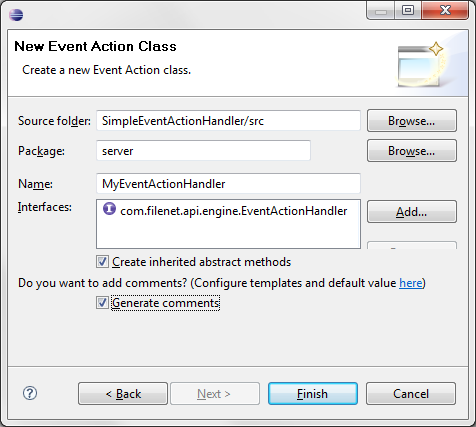 New Event Action Class
Create a new Event Action class.
Source folder: SimpleEventActionHandler/src Browse...
Package: server Browse...
Name: MyEventActionHandler
Interfaces: com.filenet.api.engine.EventActionHandler Add...
Create inherited abstract methods
Do you want to add comments? (Configure templates and default value here)
Generate comments
? < Back Next > Finish Cancel